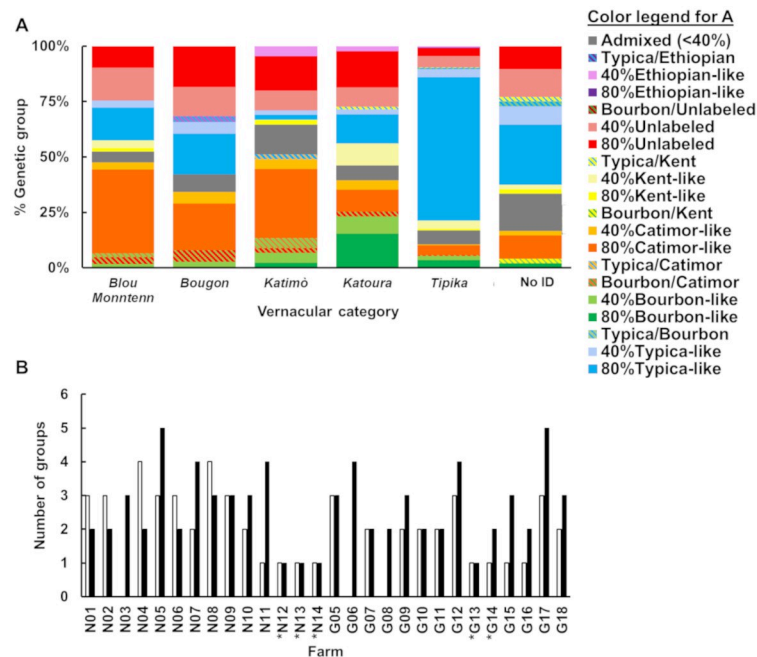 A
100%
75%
50%
25%
0%
% Genetic group
Blou Monntenn
Bougon
Katimò
Katoura
Tipika
No ID
Vernacular category
Color legend for A
Admixed (<40%)
Typica/Ethiopian
40%Ethiopian-like
80%Ethiopian-like
Bourbon/Unlabeled
40%Unlabeled
80%Unlabeled
Typica/Kent
40%Kent-like
80%Kent-like
Bourbon/Kent
40%Catimor-like
80%Catimor-like
Typica/Catimor
Bourbon/Catimor
40%Bourbon-like
80%Bourbon-like
Typica/Bourbon
40%Typica-like
80%Typica-like
B
6
5
4
3
2
1
0
Number of groups
N01
N02
N03
N04
N05
N06
N07
N08
N09
N10
N11
*N12
*N13
*N14
G05
G06
G07
G08
G09
G10
G11
G12
*G13
*G14
G15
G16
G17
G18
Farm